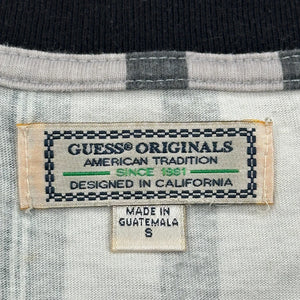 GUESS® ORIGINALS
AMERICAN TRADITION
SINCE 1981
DESIGNED IN CALIFORNIA
MADE IN
GUATEMALA
S